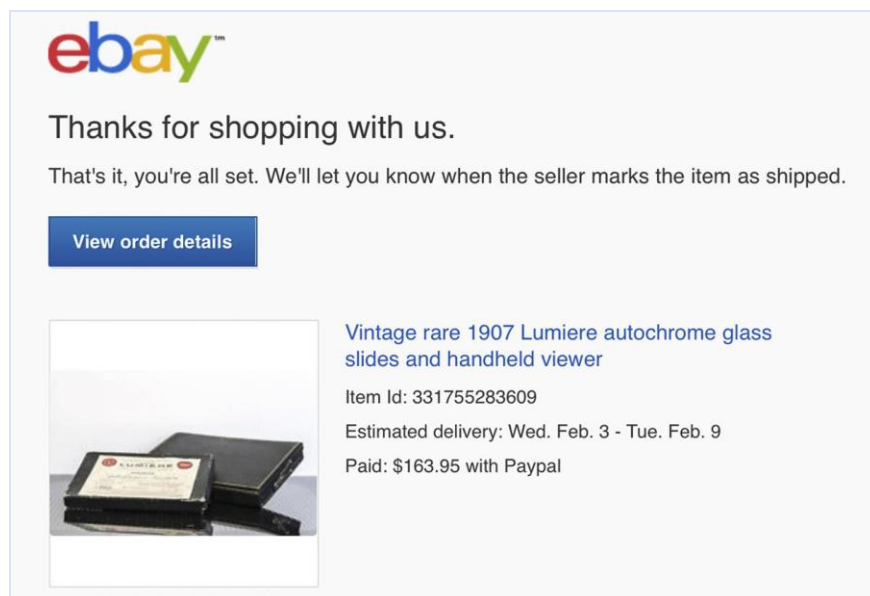 ebay™
Thanks for shopping with us.
That's it, you're all set. We'll let you know when the seller marks the item as shipped.
View order details
Vintage rare 1907 Lumiere autochrome glass
slides and handheld viewer
Item Id: 331755283609
Estimated delivery: Wed. Feb. 3 - Tue. Feb. 9
Paid: $163.95 with Paypal
LUMIERE